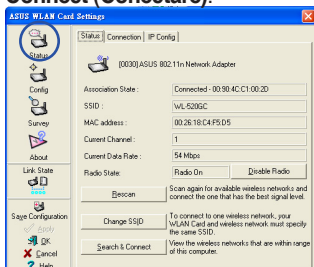 Connect (Conectare).
ASUS WLAN Card Settings
Status
Config
Survey
About
Link State
Save Configuration
Apply
OK
Cancel
Help
Status Connection IP Config
[0030]ASUS 802.11n Network Adapter
Association State : Connected - 00:90:4C:C1:00:2D
SSID : WL-520GC
MAC address : 00:26:18:C4:F5:D5
Current Channel : 1
Current Data Rate : 54 Mbps
Radio State: Radio On Disable Radio
Rescan Scan again for available wireless networks and
connect the one that has the best signal level.
Change SSID To connect to one wireless network, your
WLAN Card and wireless network must specify
the same SSID.
Search & Connect View the wireless networks that are within range
of this computer.